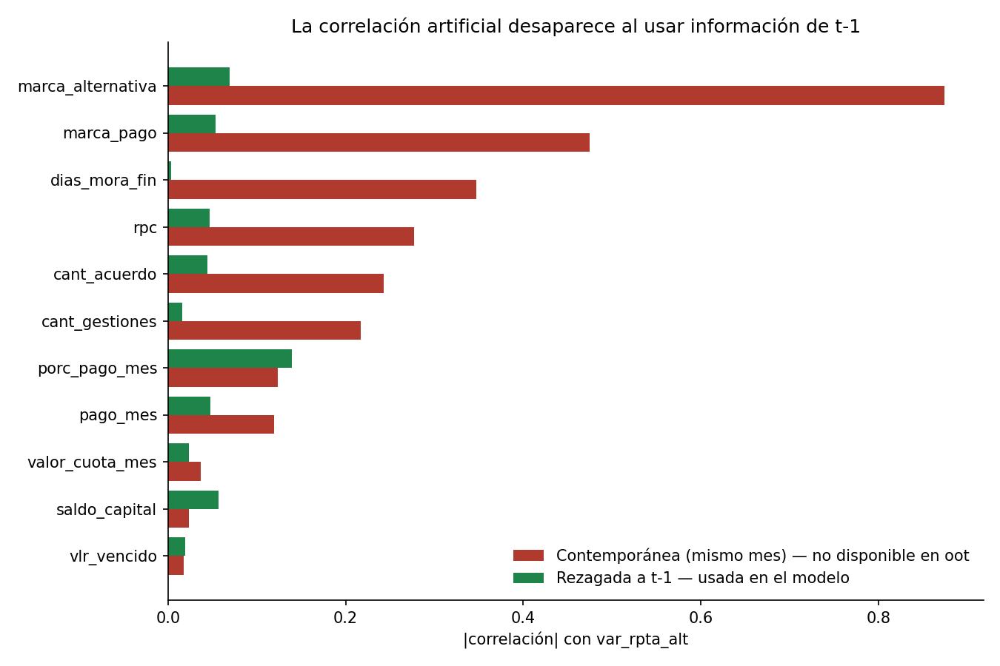 La correlación artificial desaparece al usar información de t-1
marca_alternativa
marca_pago
dias_mora_fin
rpc
cant_acuerdo
cant_gestiones
porc_pago_mes
pago_mes
valor_cuota_mes
saldo_capital
vlr_vencido
Contemporánea (mismo mes) — no disponible en oot
Rezagada a t-1 — usada en el modelo
0.0 0.2 0.4 0.6 0.8
|correlación| con var_rpta_alt